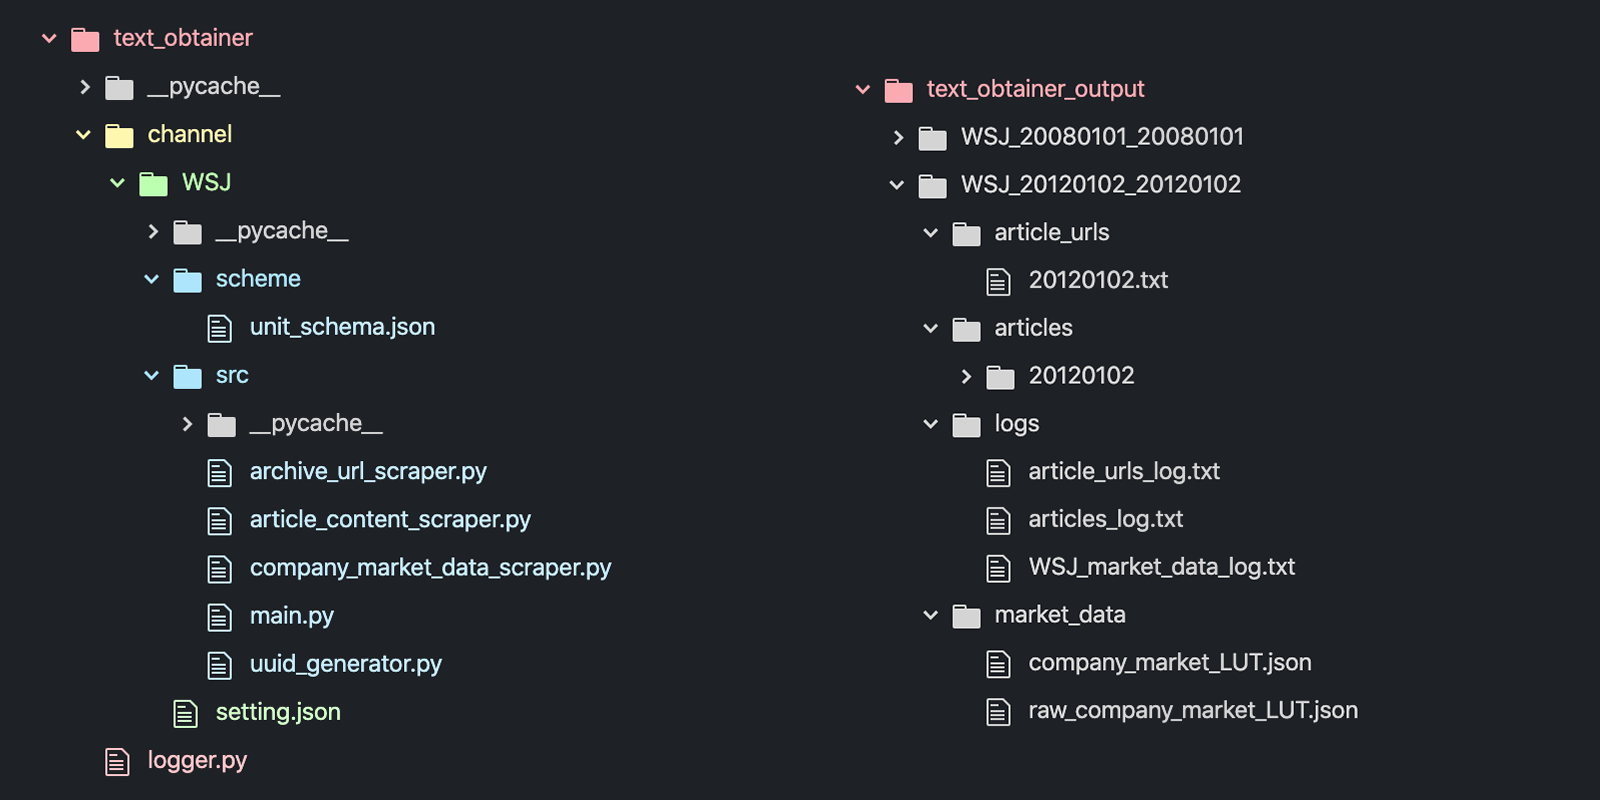 text_obtainer
__pycache__
channel
WSJ
__pycache__
scheme
unit_schema.json
src
__pycache__
archive_url_scraper.py
article_content_scraper.py
company_market_data_scraper.py
main.py
uuid_generator.py
setting.json
logger.py
text_obtainer_output
WSJ_20080101_20080101
WSJ_20120102_20120102
article_urls
20120102.txt
articles
20120102
logs
article_urls_log.txt
articles_log.txt
WSJ_market_data_log.txt
market_data
company_market_LUT.json
raw_company_market_LUT.json